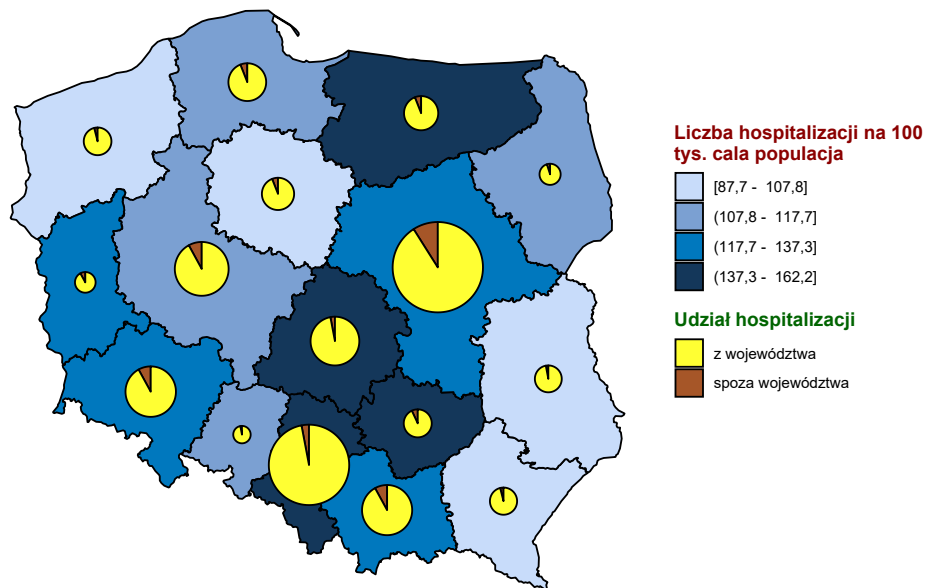 Liczba hospitalizacji na 100
tys. cala populacja
[87,7 - 107,8]
(107,8 - 117,7]
(117,7 - 137,3]
(137,3 - 162,2]
Udział hospitalizacji
z województwa
spoza województwa